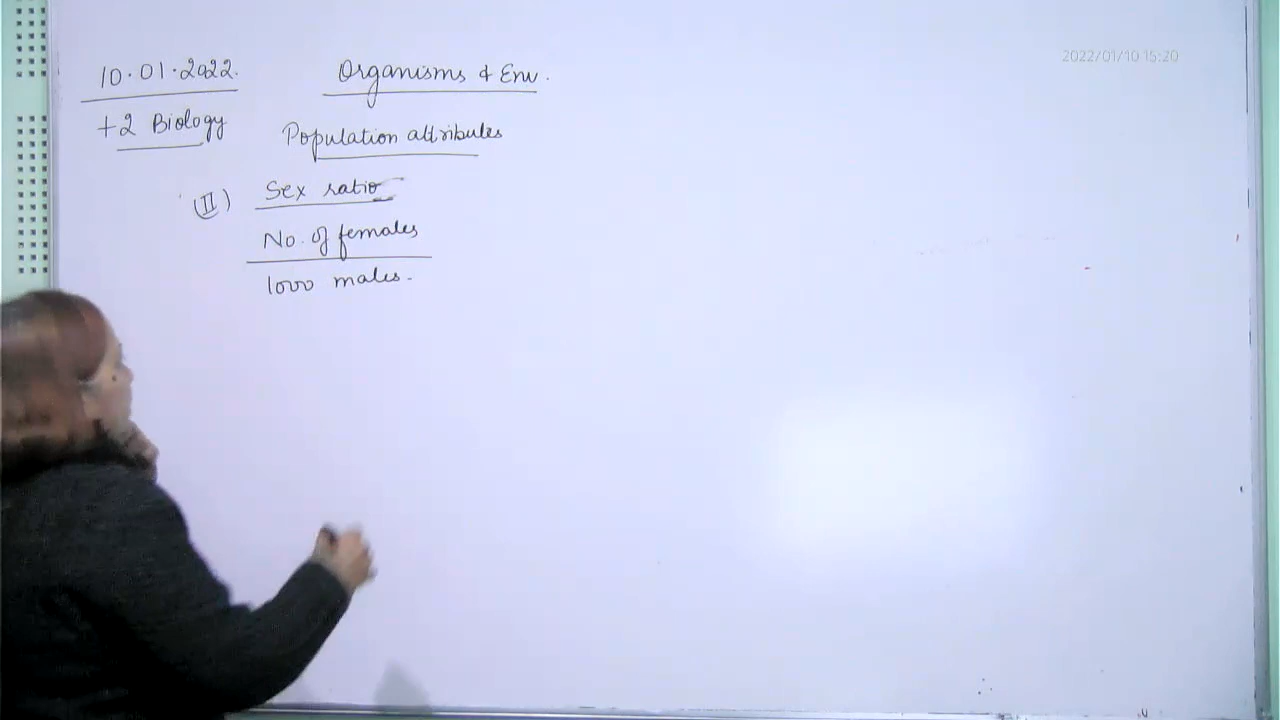 2022/01/10 15:20
10.01.2022. Organisms & Env.
+2 Biology Population attributes
(II) Sex ratio
No. of females
1000 males.